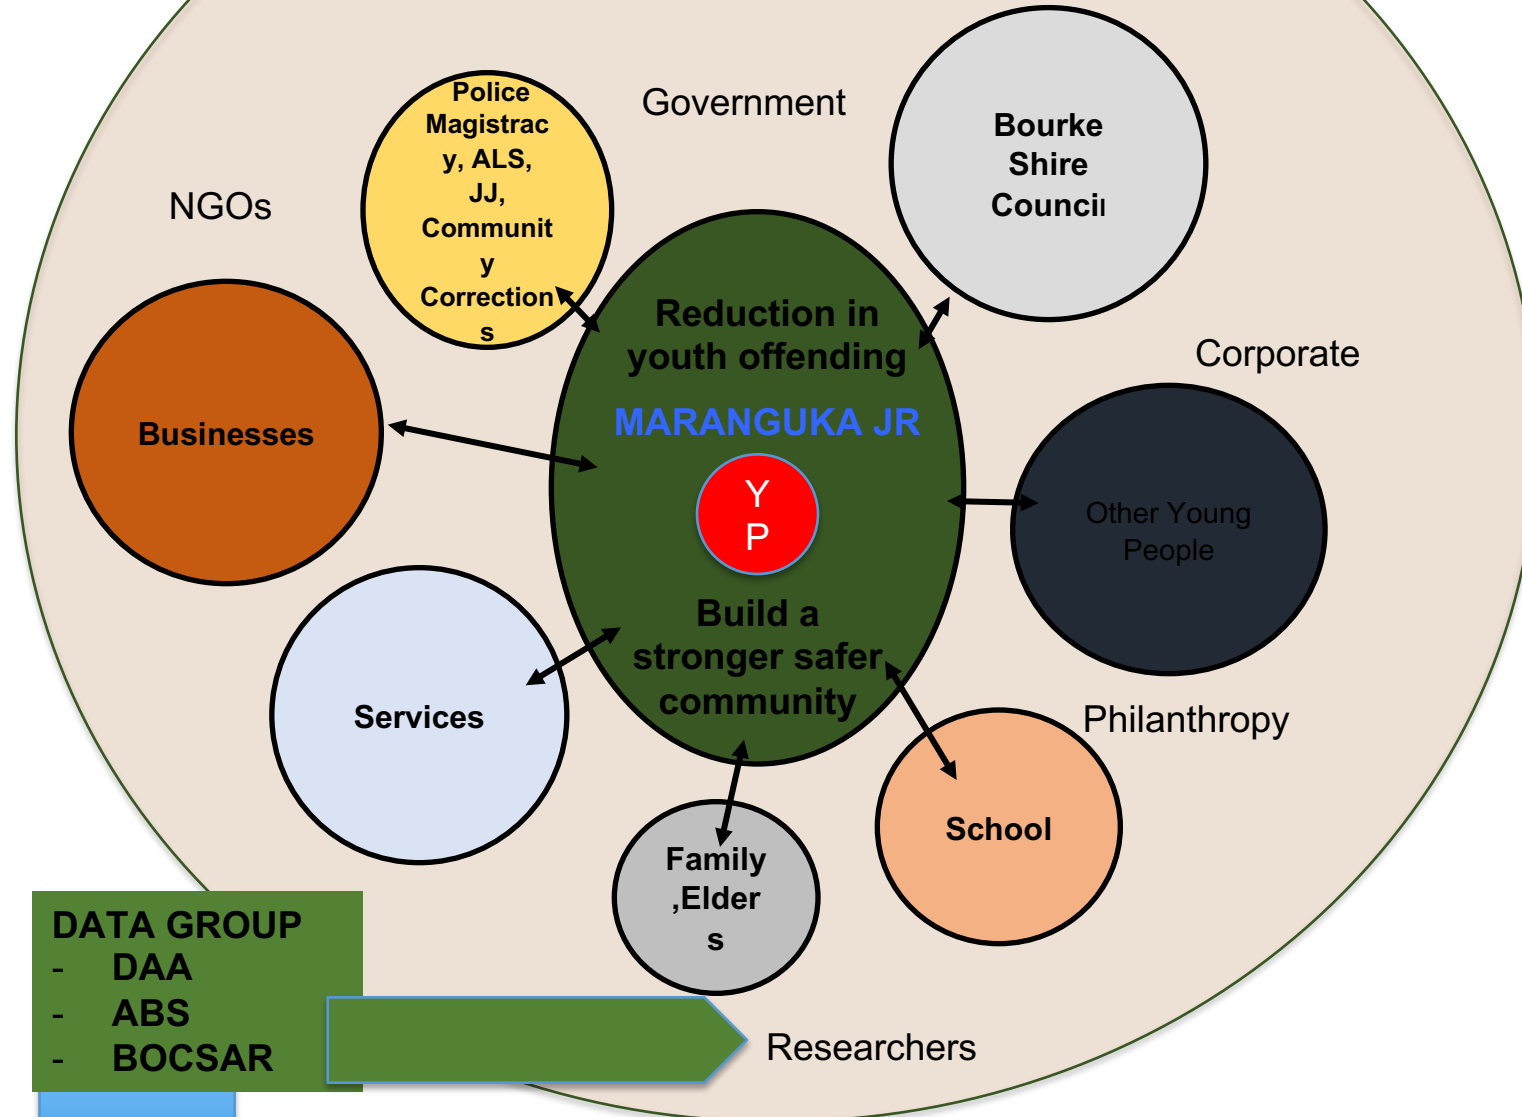 Government
Police
Magistrac
y, ALS,
JJ,
Communit
y
Correction
s
Bourke
Shire
Council
NGOs
Businesses
Reduction in
youth offending
MARANGUKA JR
Y
P
Build a
stronger safer
community
Corporate
Other Young
People
Services
Philanthropy
School
Family
,Elder
s
DATA GROUP
- DAA
- ABS
- BOCSAR
Researchers